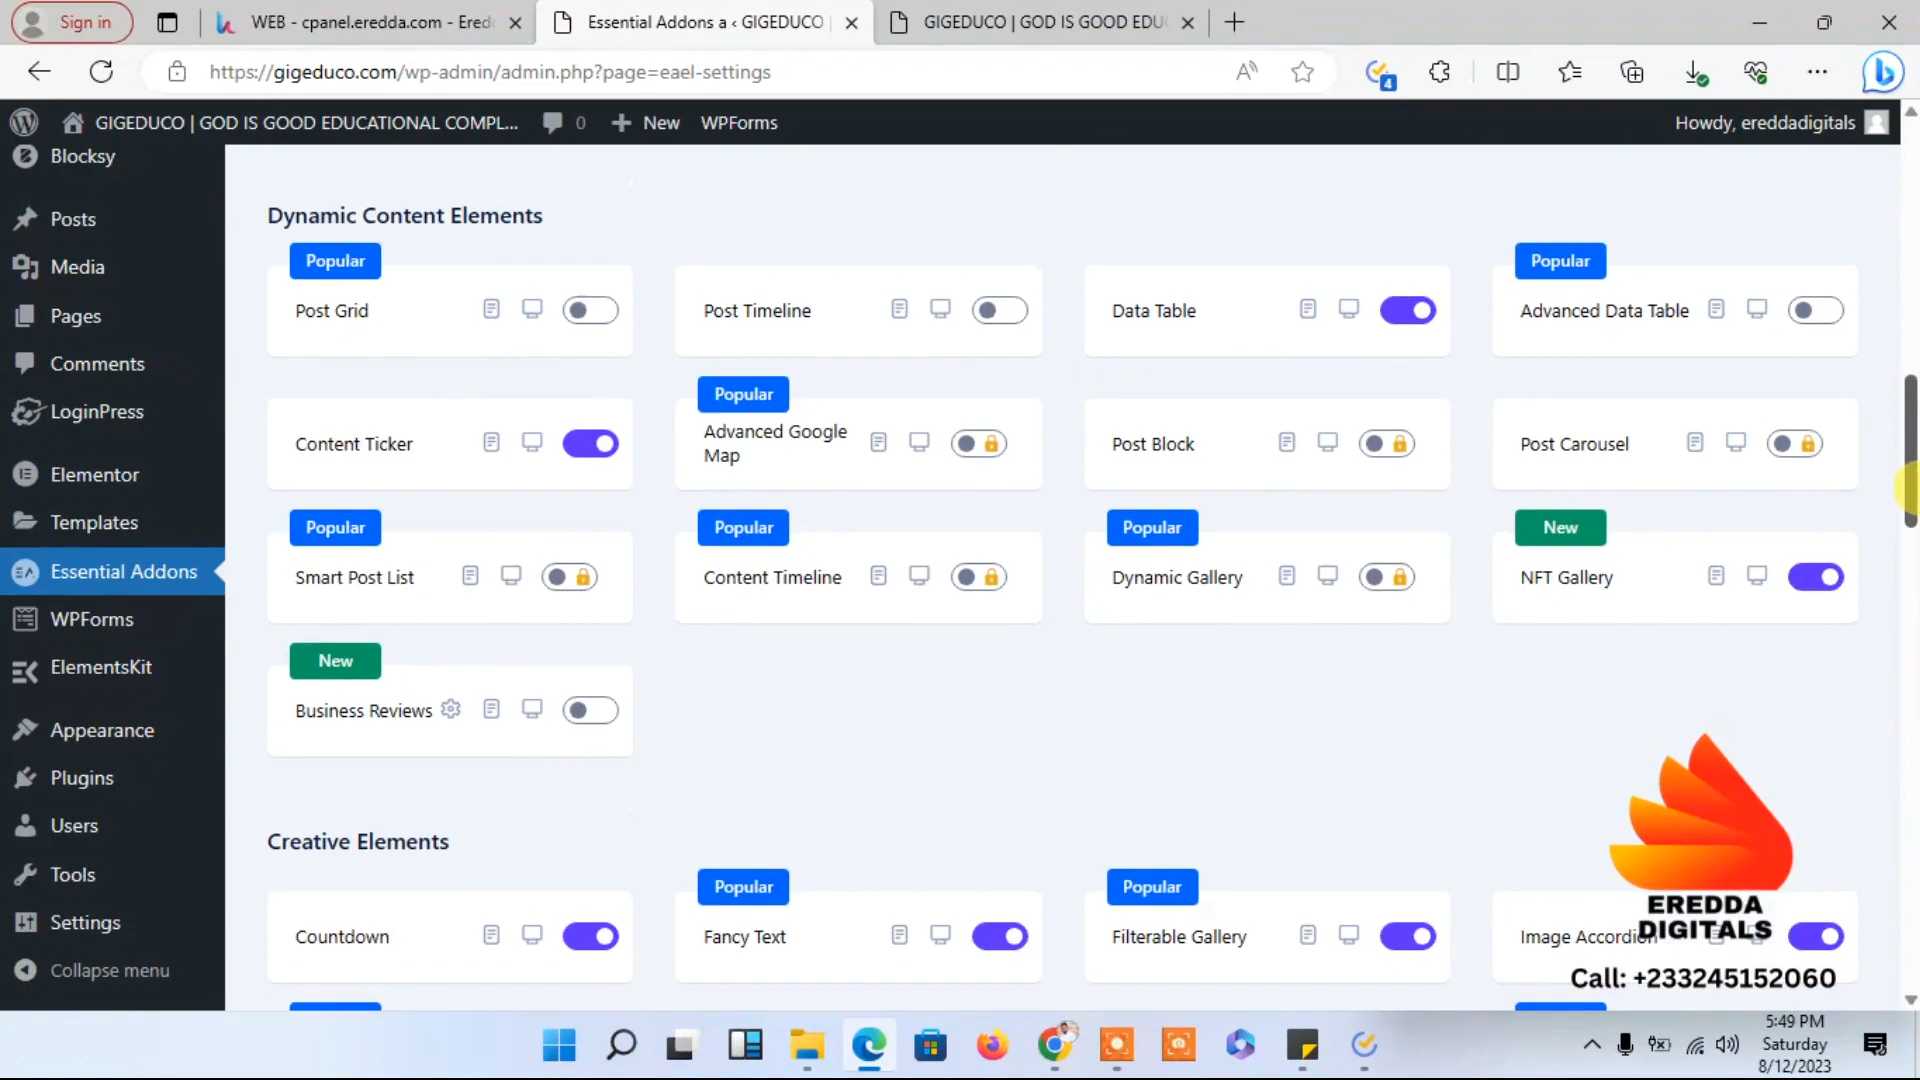 Sign in
WEB - cpanel.eredda.com - Ered
Essential Addons a ‹ GIGEDUCO |
GIGEDUCO | GOD IS GOOD EDU
https://gigeduco.com/wp-admin/admin.php?page=eael-settings
4
GIGEDUCO | GOD IS GOOD EDUCATIONAL COMPL...
0
New
WPForms
Howdy, ereddadigitals
Blocksy
Posts
Media
Pages
Comments
LoginPress
Elementor
Templates
Essential Addons
WPForms
ElementsKit
Appearance
Plugins
Users
Tools
Settings
Collapse menu
Dynamic Content Elements
Popular
Post Grid
Post Timeline
Data Table
Popular
Advanced Data Table
Content Ticker
Popular
Advanced Google
Map
Post Block
Post Carousel
Popular
Smart Post List
Popular
Content Timeline
Popular
Dynamic Gallery
New
NFT Gallery
New
Business Reviews
Creative Elements
Countdown
Popular
Fancy Text
Popular
Filterable Gallery
Image Accordion
EREDDA
DIGITALS
Call: +233245152060
5:49 PM
Saturday
8/12/2023